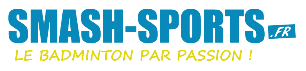 SMASH-SPORTS.FR
LE BADMINTON PAR PASSION !